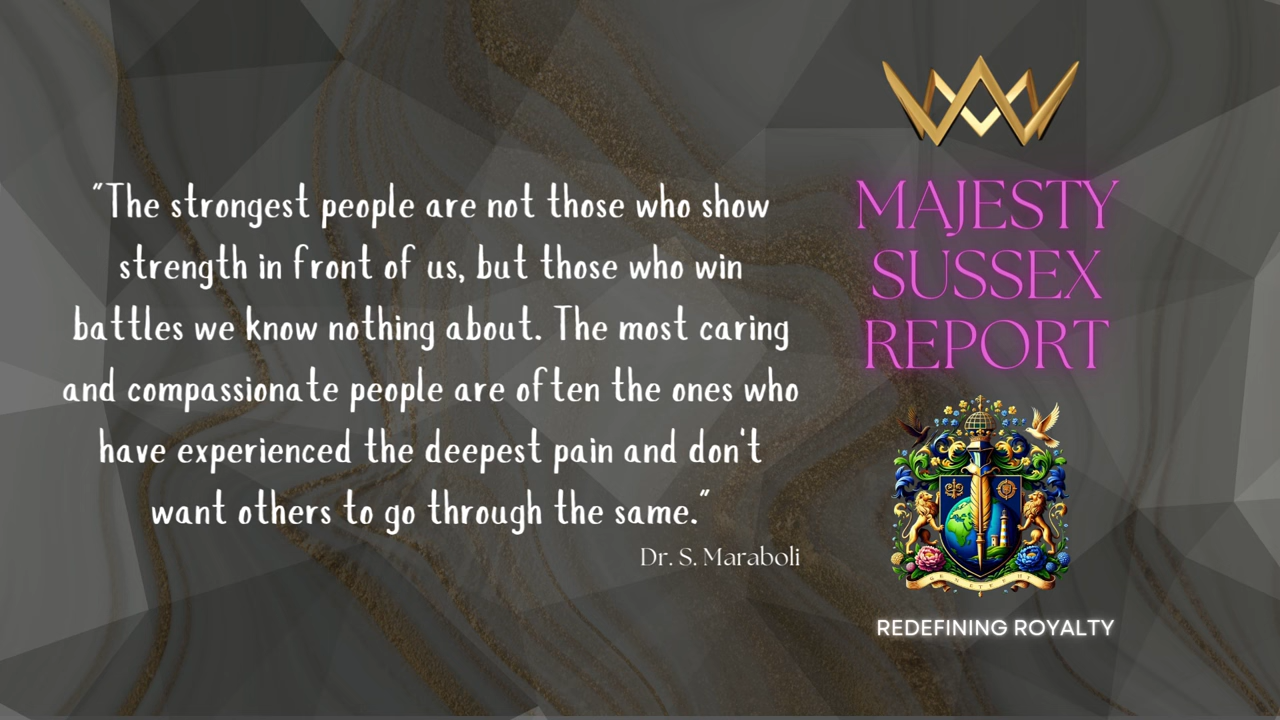 "The strongest people are not those who show
strength in front of us, but those who win
battles we know nothing about. The most caring
and compassionate people are often the ones who
have experienced the deepest pain and don't
want others to go through the same."
Dr. S. Maraboli
MAJESTY
SUSSEX
REPORT
REDEFINING ROYALTY